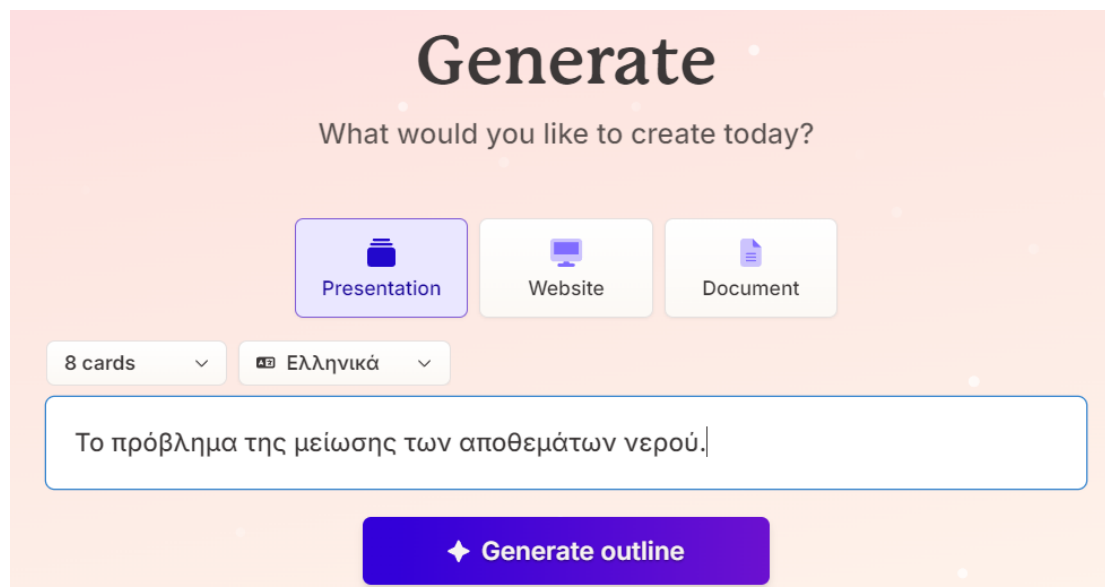 Generate
What would you like to create today?
Presentation
Website
Document
8 cards
Ελληνικά
Το πρόβλημα της μείωσης των αποθεμάτων νερού.
Generate outline